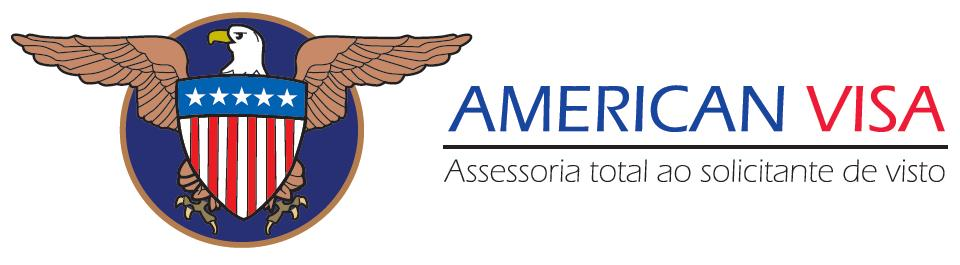 AMERICAN VISA
Assessoria total ao solicitante de visto